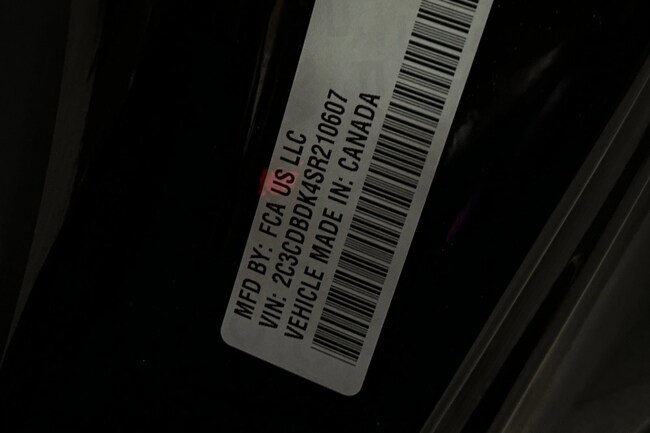 MFD BY: FCA US LLC
VIN: 2C3CDBDK4SR210607
VEHICLE MADE IN: CANADA